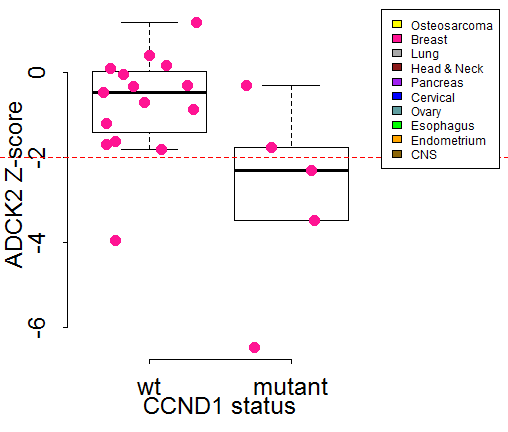 Osteosarcoma
Breast
Lung
Head & Neck
Pancreas
Cervical
Ovary
Esophagus
Endometrium
CNS
ADCK2 Z-score
0
-2
-4
-6
wt mutant
CCND1 status